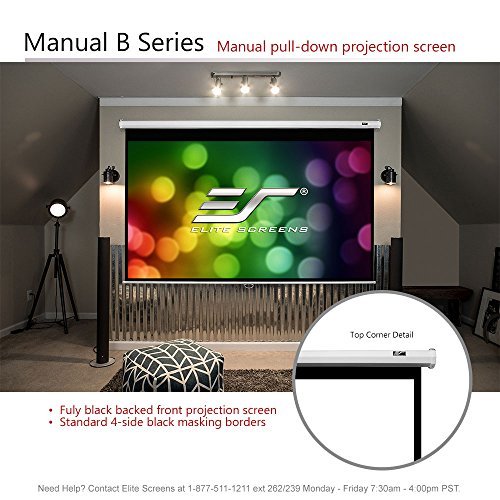 Manual B Series Manual pull-down projection screen
ES®
ELITE SCREENS
Top Corner Detail
• Fuly black backed front projection screen
• Standard 4-side black masking borders
Need Help? Contact Elite Screens at 1-877-511-1211 ext 262/239 Monday - Friday 7:30am - 4:00pm PST.